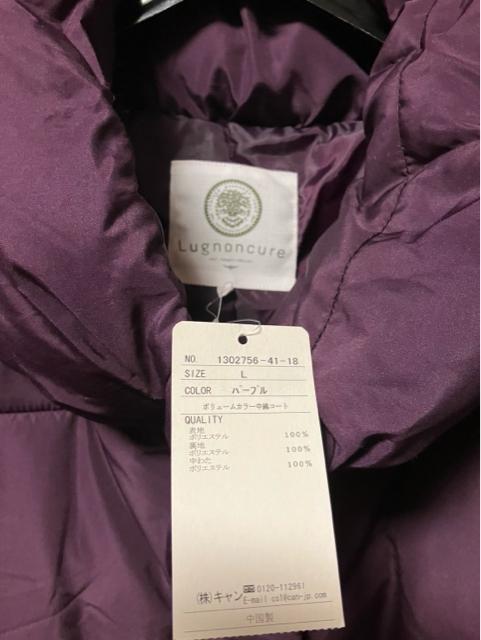 Lugnoncure
NO. 1302756-41-18
SIZE L
COLOR パープル
ボリュームカラー中綿コート
QUALITY
表地
ポリエステル 100%
裏地
ポリエステル 100%
中わた
ポリエステル 100%
(株)キャン 0120-112961
E-mail cs1@can-jp.com
中国製